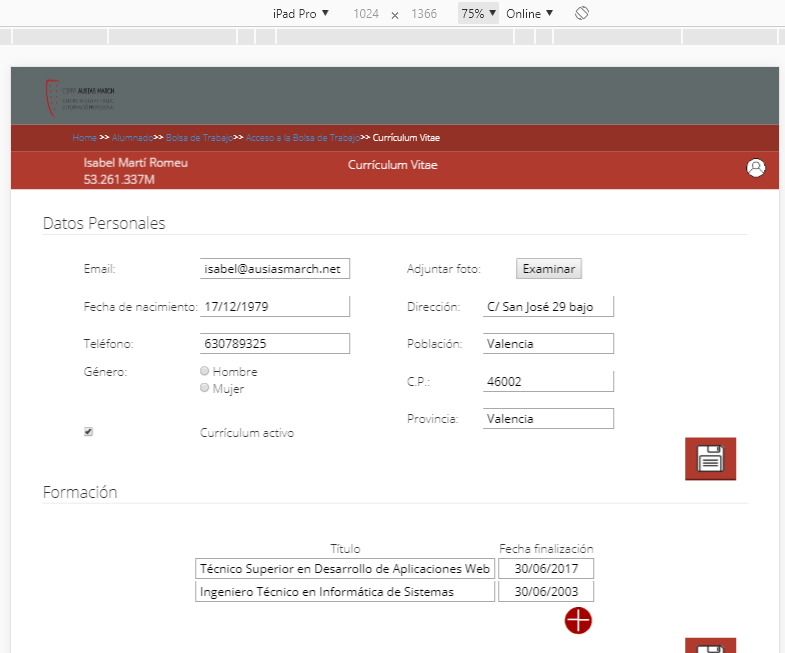 iPad Pro ▼ 1024 x 1366 75% ▼ Online ▼
AUSIAS MARCH
Home >> Alumnado>> Bolsa de Trabajo>> Acceso a la Bolsa de Trabajo>> Currículum Vitae
Isabel Martí Romeu
Currículum Vitae
53.261.337M
Datos Personales
Email: isabel@ausiasmarch.net
Adjuntar foto: Examinar
Fecha de nacimiento: 17/12/1979
Dirección: C/ San José 29 bajo
Teléfono: 630789325
Población: Valencia
Género: Hombre
Mujer
C.P.: 46002
Provincia: Valencia
Currículum activo
Formación
Título Fecha finalización
Técnico Superior en Desarrollo de Aplicaciones Web 30/06/2017
Ingeniero Técnico en Informática de Sistemas 30/06/2003